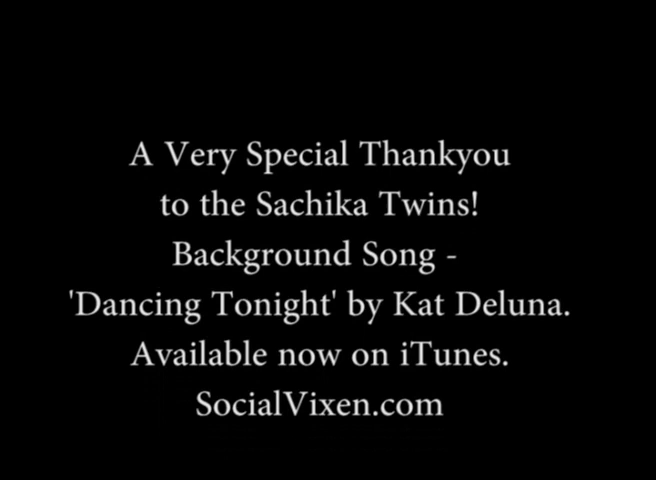 A Very Special Thankyou
to the Sachika Twins!
Background Song -
'Dancing Tonight' by Kat Deluna.
Available now on iTunes.
SocialVixen.com